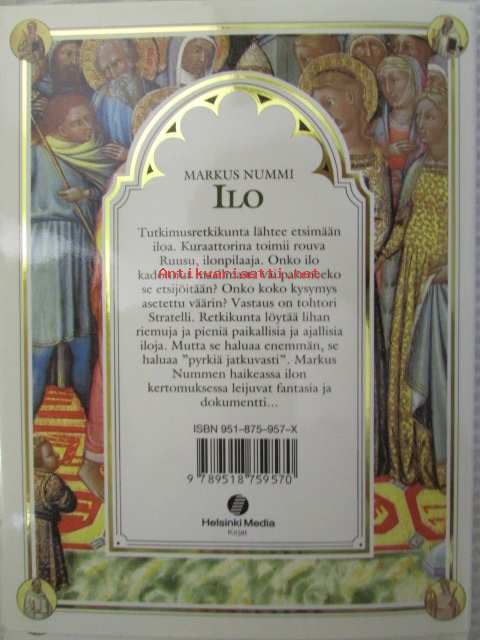 MARKUS NUMMI
ILO
Tutkimusretkikunta lähtee etsimään
iloa. Kuraattorina toimii rouva
Ruusu, ilonpilaaja. Onko ilo
Antikvariaatti.net
se etsijöitään? Onko koko kysymys
asetettu väärin? Vastaus on tohtori
Stratelli. Retkikunta löytää lihan
riemuja ja pieniä paikallisia ja ajallisia
iloja. Mutta se haluaa enemmän, se
haluaa "pyrkiä jatkuvasti". Markus
Nummen haikeassa ilon
kertomuksessa leijuvat fantasia ja
dokumentti...
ISBN 951-875-957-X
9 789518 759570
Helsinki Media
Kirjat